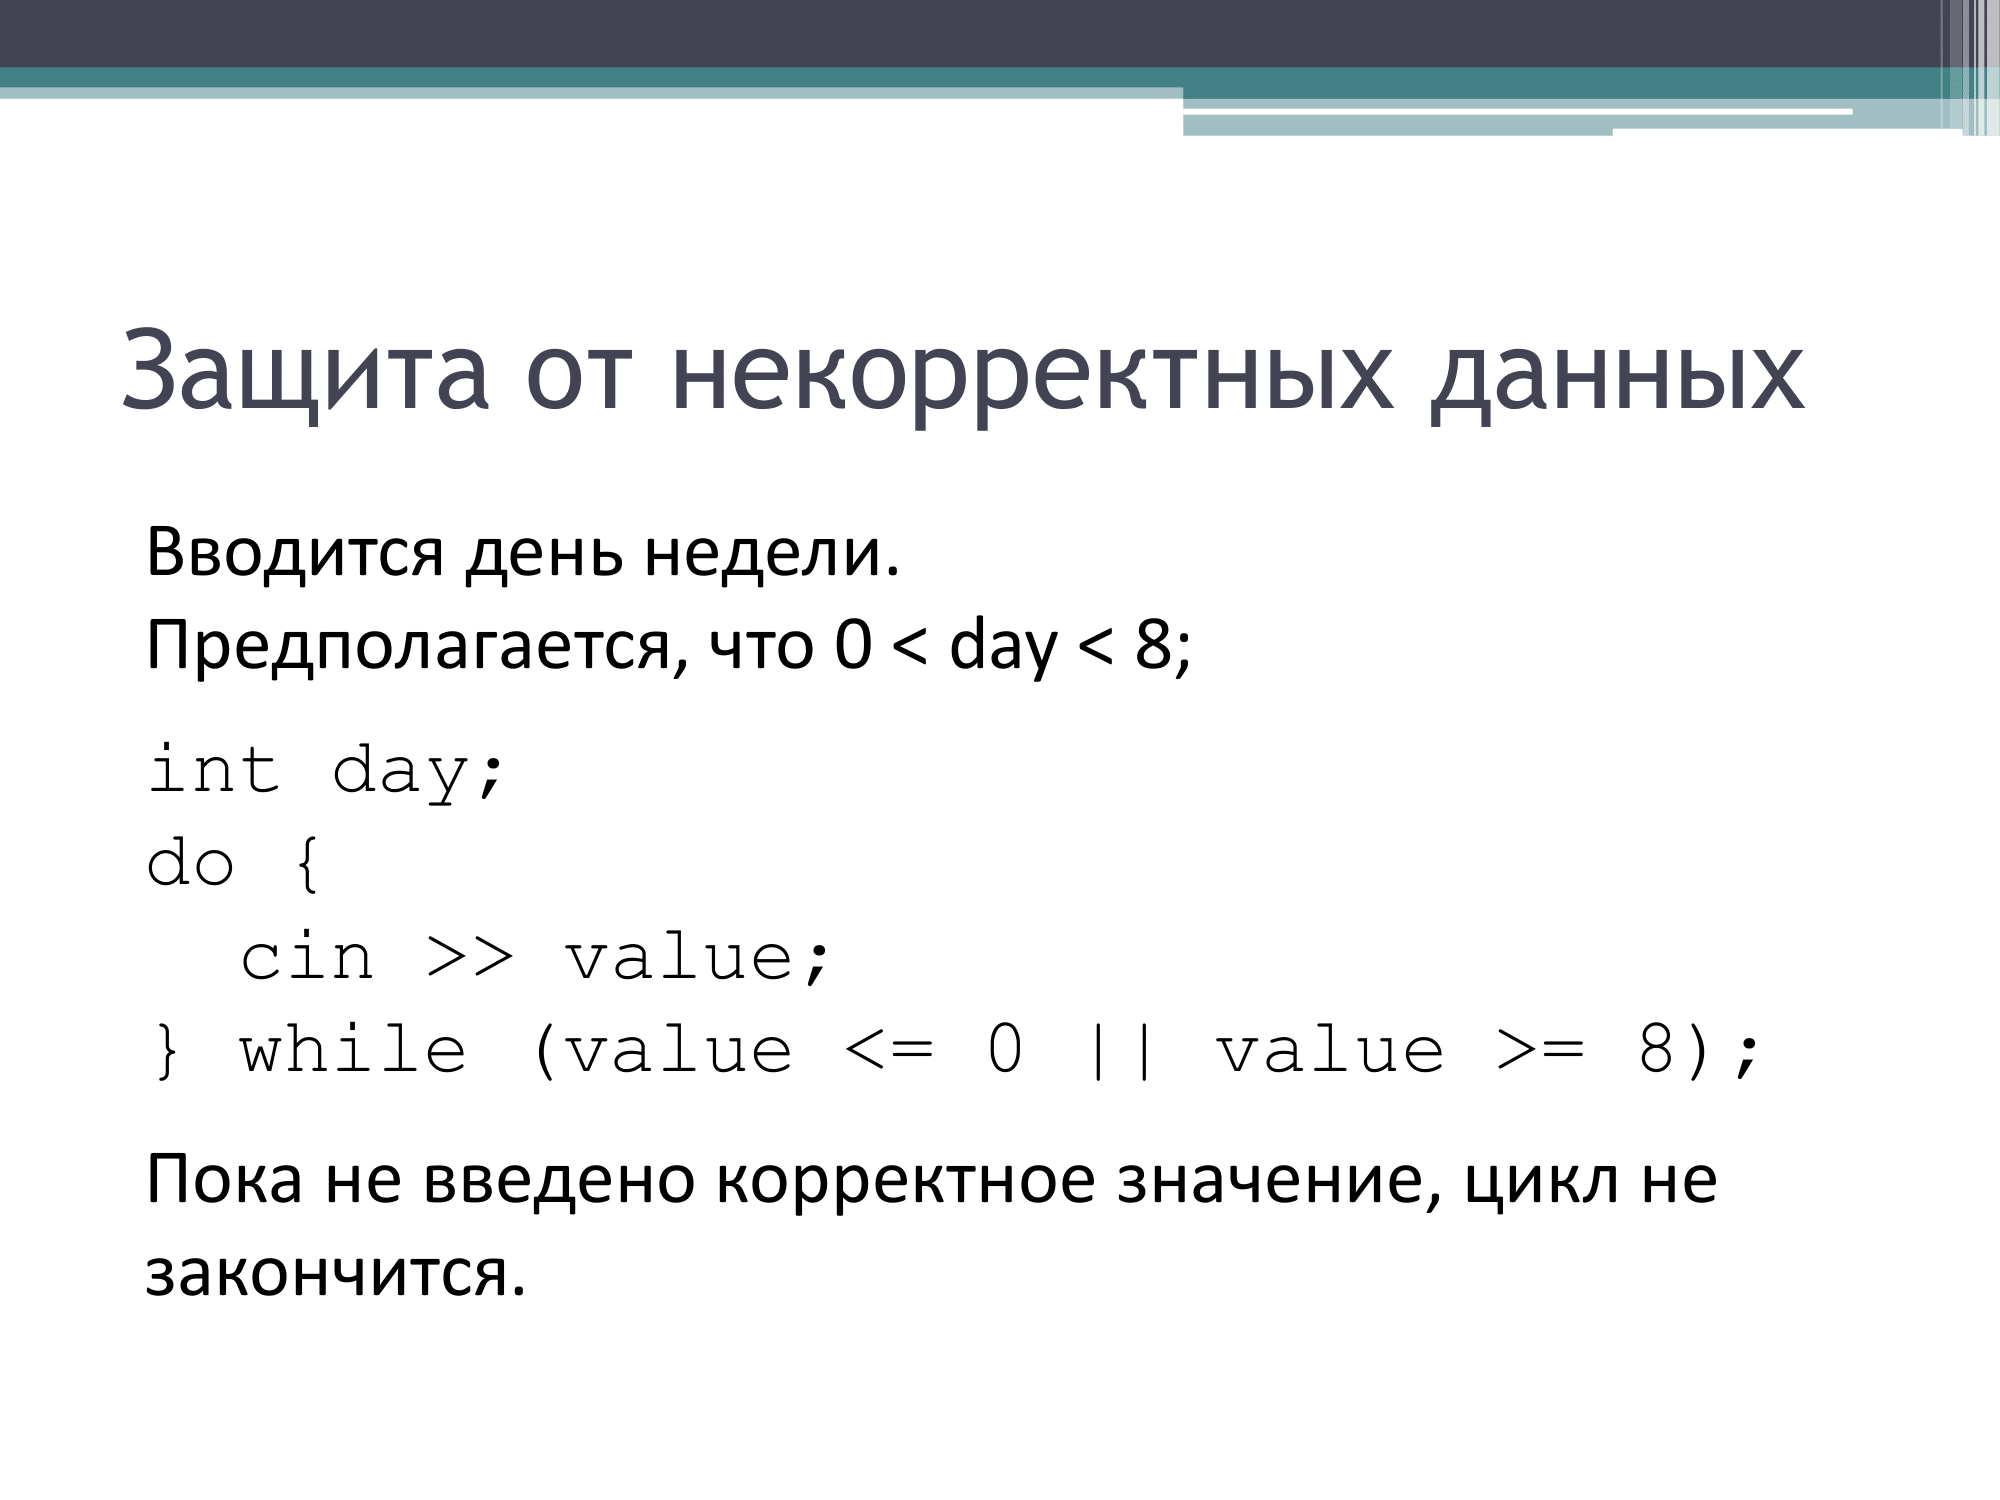 Защита от некорректных данных
Вводится день недели.
Предполагается, что 0 < day < 8;
int day;
do {
  cin >> value;
} while (value <= 0 || value >= 8);
Пока не введено корректное значение, цикл не
закончится.